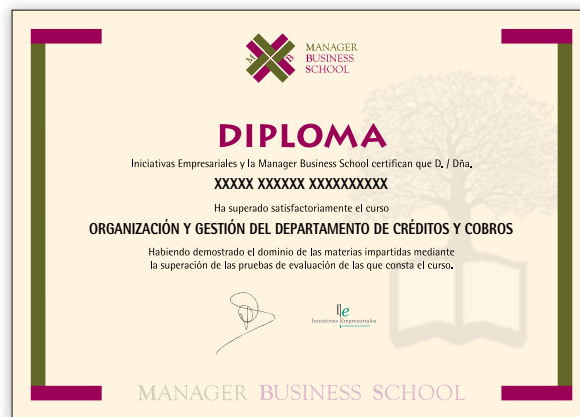 M B
MANAGER
BUSINESS
SCHOOL
DIPLOMA
Iniciativas Empresariales y la Manager Business School certifican que D. / Dña.
XXXXX XXXXXX XXXXXXXXXX
Ha superado satisfactoriamente el curso
ORGANIZACIÓN Y GESTIÓN DEL DEPARTAMENTO DE CRÉDITOS Y COBROS
Habiendo demostrado el dominio de las materias impartidas mediante
la superación de las pruebas de evaluación de las que consta el curso.
Ie
Iniciativas Empresariales
MANAGER BUSINESS SCHOOL